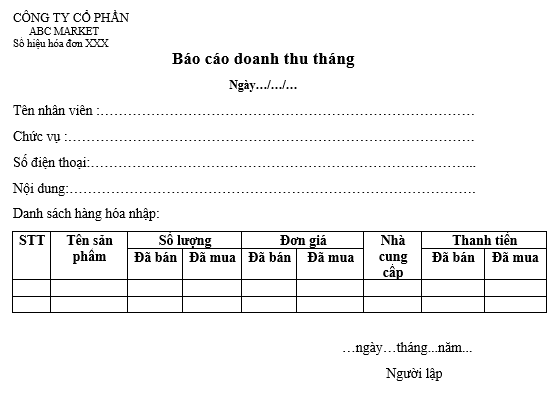 CÔNG TY CỔ PHẦN
ABC MARKET
Số hiệu hóa đơn XXX
Báo cáo doanh thu tháng
Ngày…/…/…
Tên nhân viên :……………………………………………………………………
Chức vụ :…………………………………………………………………………
Số điện thoại:……………………………………………………………………...
Nội dung:…………………………………………………………………………
Danh sách hàng hóa nhập:
STT Tên sản phẩm Số lượng Đơn giá Nhà cung cấp Thanh tiền
Đã bán Đã mua Đã bán Đã mua Đã bán Đã mua
…ngày…tháng...năm...
Người lập